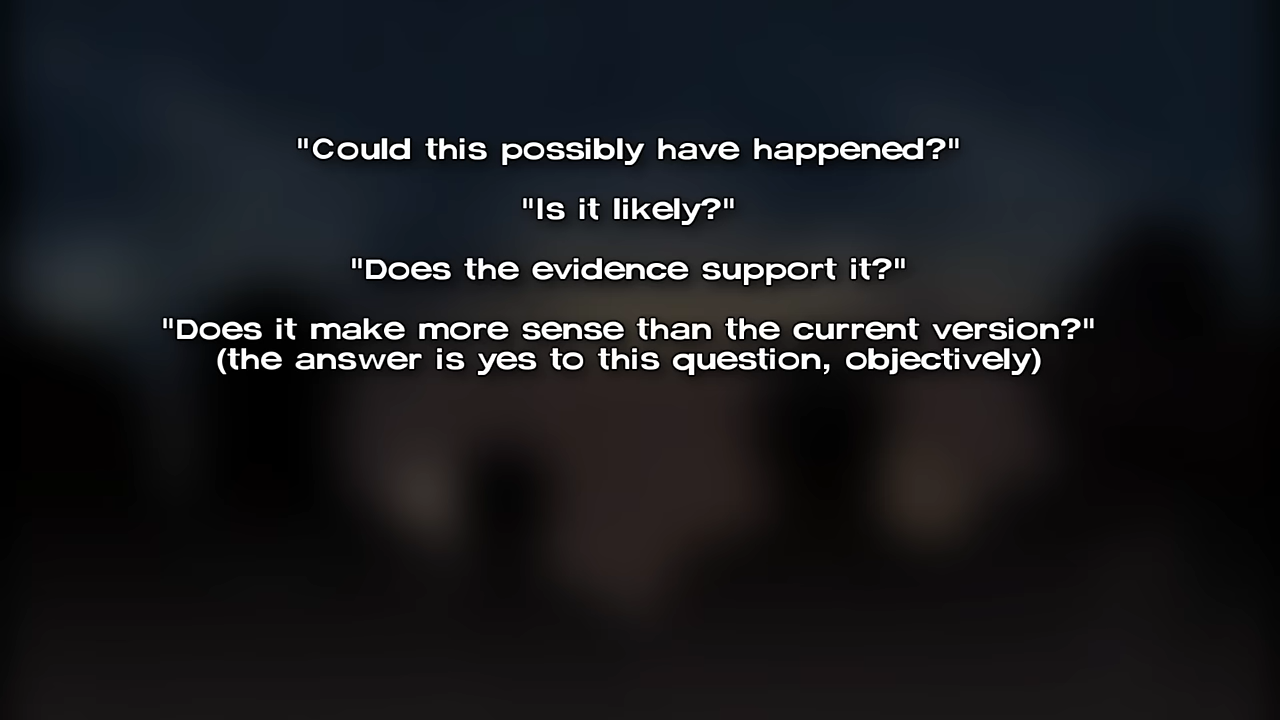 "Could this possibly have happened?"
"Is it likely?"
"Does the evidence support it?"
"Does it make more sense than the current version?"
(the answer is yes to this question, objectively)